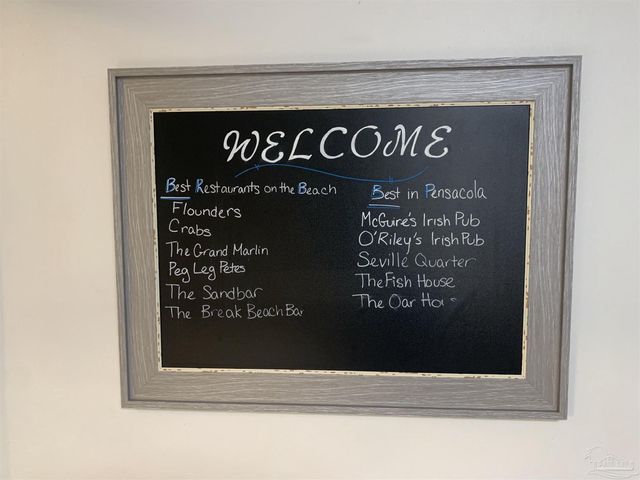 WELCOME
Best Restaurants on the Beach
Flounders
Crabs
The Grand Marlin
Peg Leg Petes
The Sandbar
The Break Beach Bar
Best in Pensacola
McGuire's Irish Pub
O'Riley's Irish Pub
Seville Quarter
The Fish House
The Oar